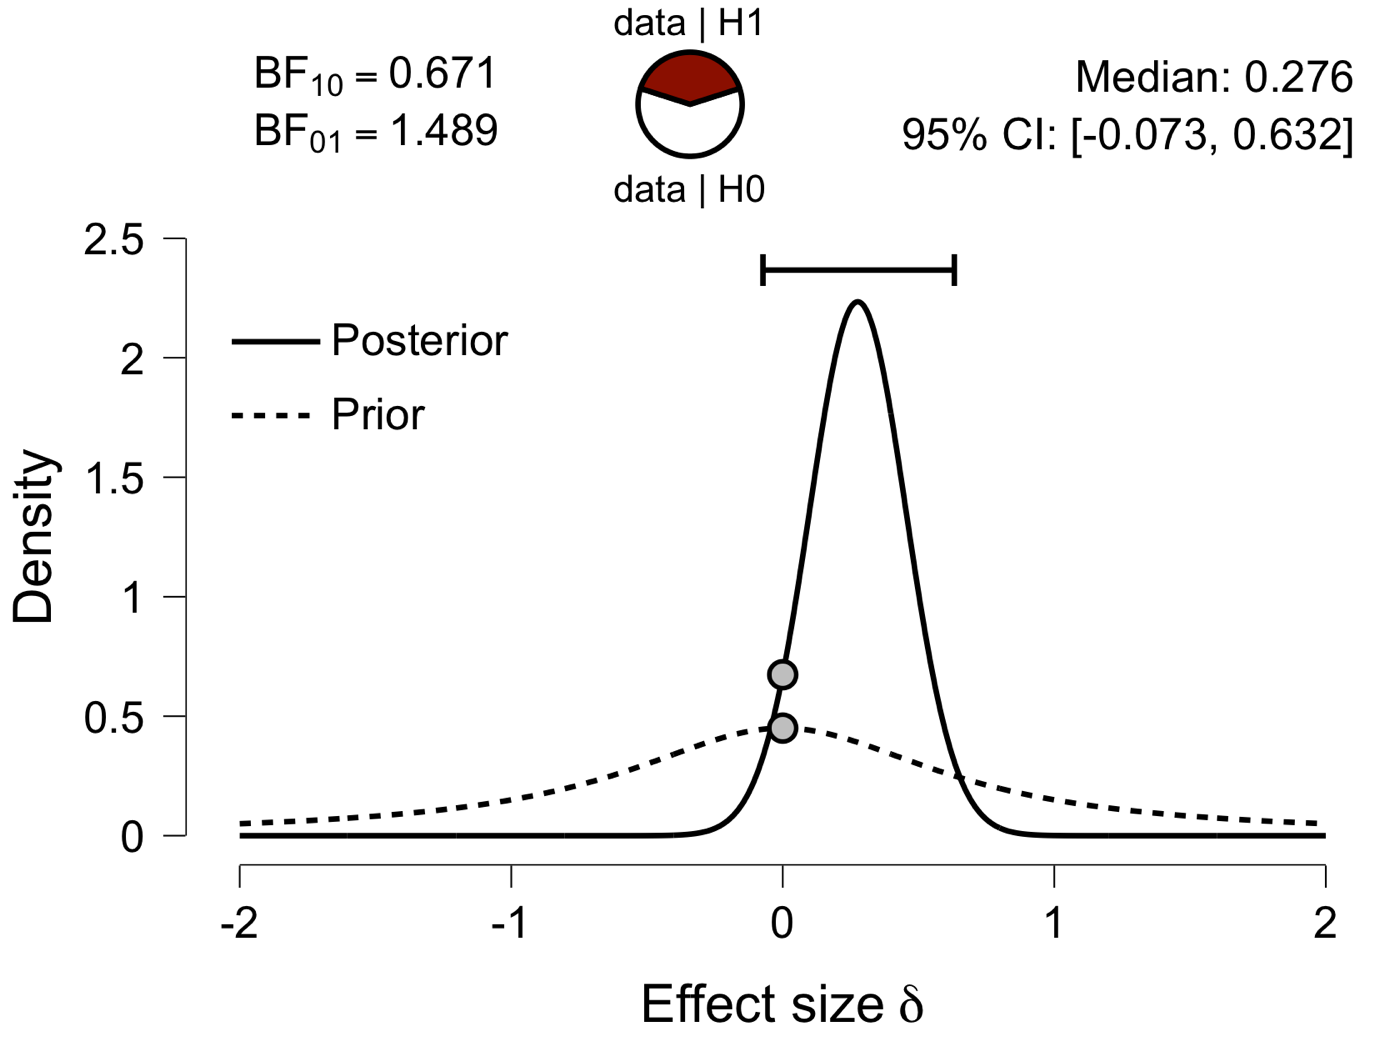 data | H1
BF₁₀ = 0.671
BF₀₁ = 1.489
Median: 0.276
95% CI: [-0.073, 0.632]
data | H0
2.5
2
1.5
1
0.5
0
Density
Posterior
Prior
-2
-1
0
1
2
Effect size δ